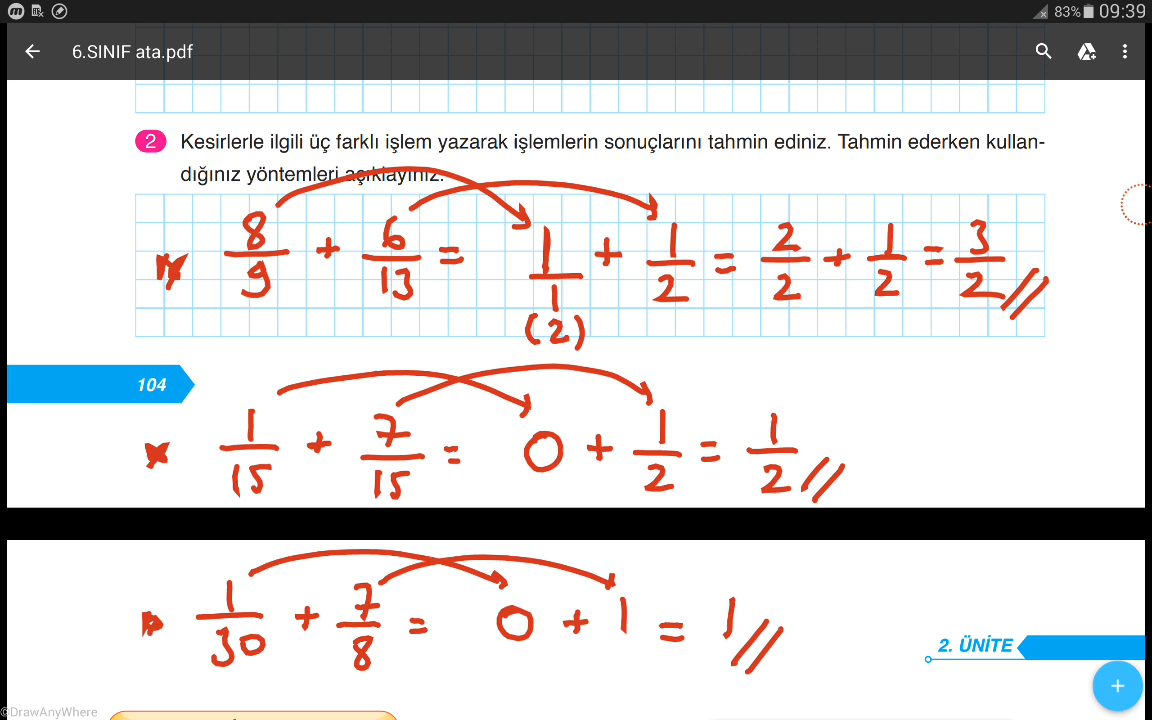 83% 09:39
6.SINIF ata.pdf
2 Kesirlerle ilgili üç farklı işlem yazarak işlemlerin sonuçlarını tahmin ediniz. Tahmin ederken kullan-
dığınız yöntemleri açıklayınız.
8/9 + 6/13 = 1/1 + 1/2 = 2/2 + 1/2 = 3/2 //
(2)
104
1/15 + 7/15 = 0 + 1/2 = 1/2 //
1/30 + 7/8 = 0 + 1 = 1 //
2. ÜNİTE
©DrawAnyWhere